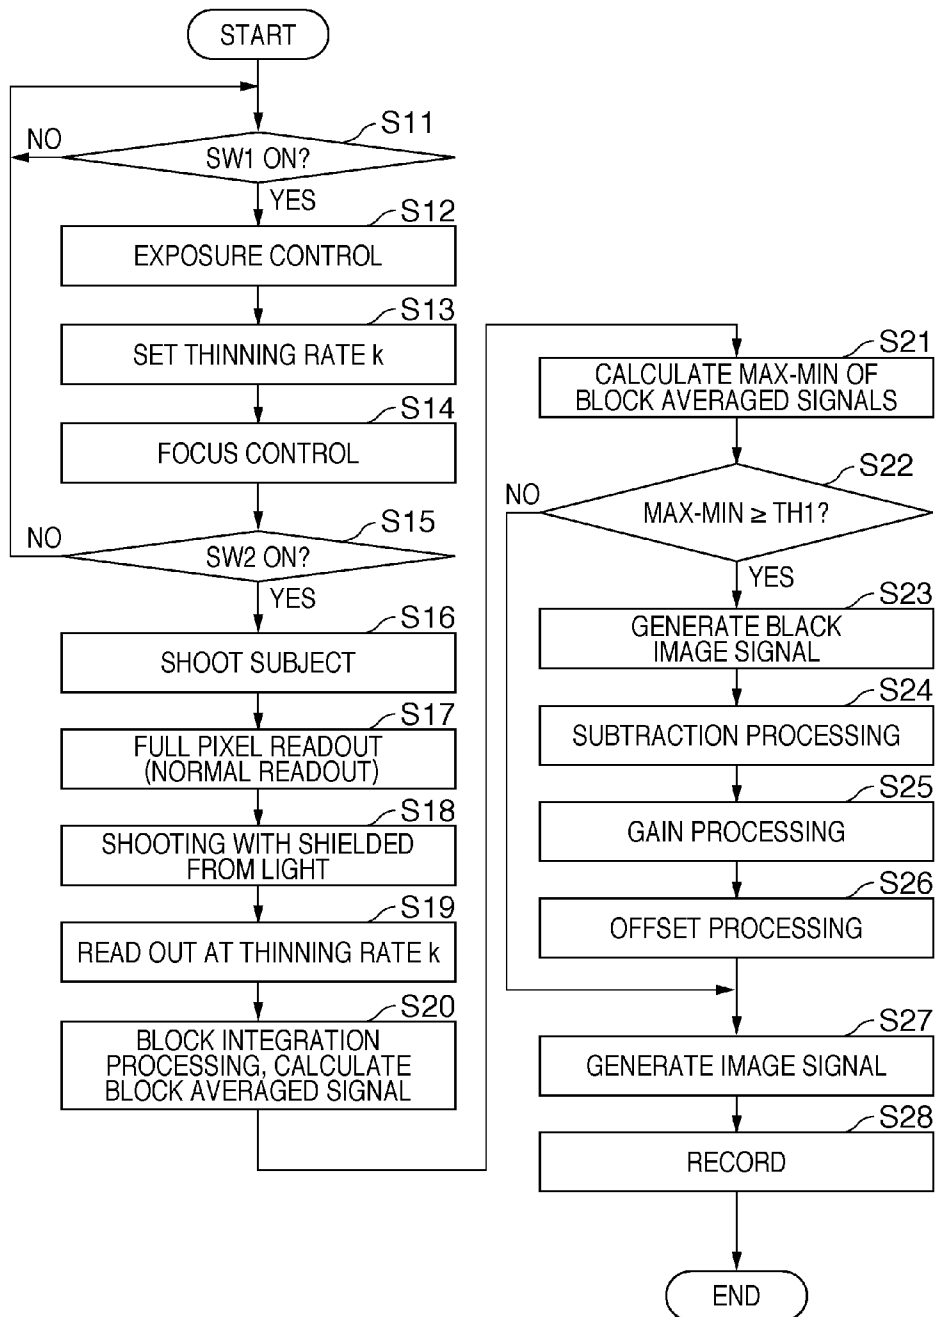 START
S11
NO
SW1 ON?
YES
S12
EXPOSURE CONTROL
S13
SET THINNING RATE k
S14
FOCUS CONTROL
S15
NO
SW2 ON?
YES
S16
SHOOT SUBJECT
S17
FULL PIXEL READOUT
(NORMAL READOUT)
S18
SHOOTING WITH SHIELDED
FROM LIGHT
S19
READ OUT AT THINNING RATE k
S20
BLOCK INTEGRATION
PROCESSING, CALCULATE
BLOCK AVERAGED SIGNAL
S21
CALCULATE MAX-MIN OF
BLOCK AVERAGED SIGNALS
S22
NO
MAX-MIN ≥ TH1?
YES
S23
GENERATE BLACK
IMAGE SIGNAL
S24
SUBTRACTION PROCESSING
S25
GAIN PROCESSING
S26
OFFSET PROCESSING
S27
GENERATE IMAGE SIGNAL
S28
RECORD
END